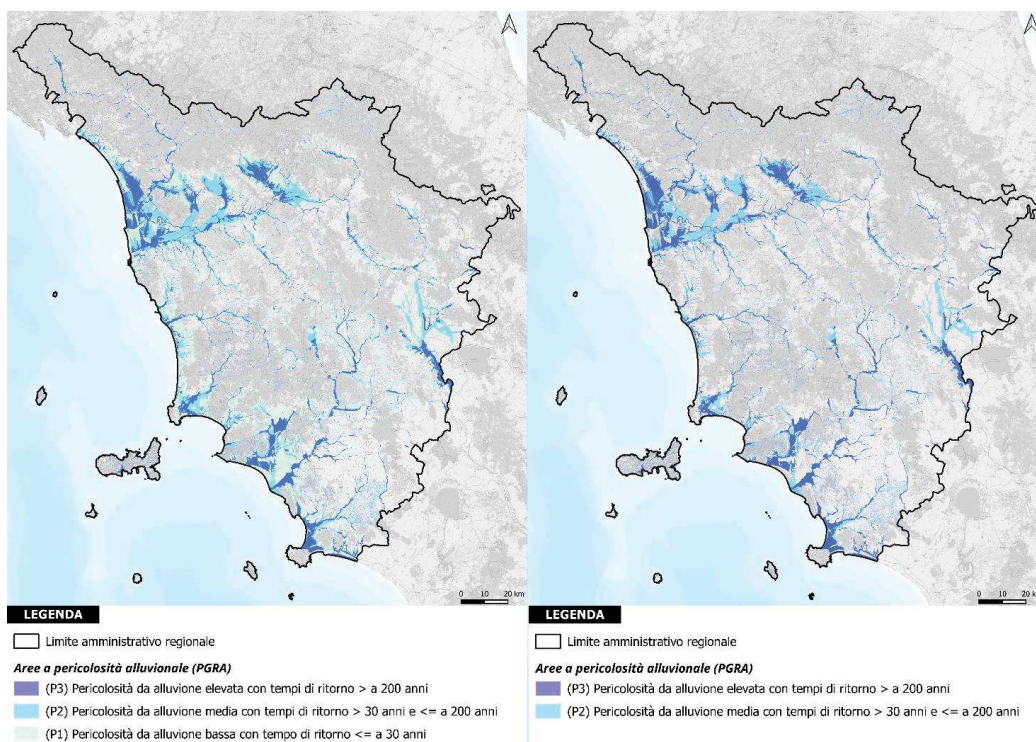 0 10 20 km
LEGENDA
Limite amministrativo regionale
Aree a pericolosità alluvionale (PGRA)
(P3) Pericolosità da alluvione elevata con tempi di ritorno > a 200 anni
(P2) Pericolosità da alluvione media con tempi di ritorno > 30 anni e <= a 200 anni
(P1) Pericolosità da alluvione bassa con tempo di ritorno <= a 30 anni
0 10 20 km
LEGENDA
Limite amministrativo regionale
Aree a pericolosità alluvionale (PGRA)
(P3) Pericolosità da alluvione elevata con tempi di ritorno > a 200 anni
(P2) Pericolosità da alluvione media con tempi di ritorno > 30 anni e <= a 200 anni